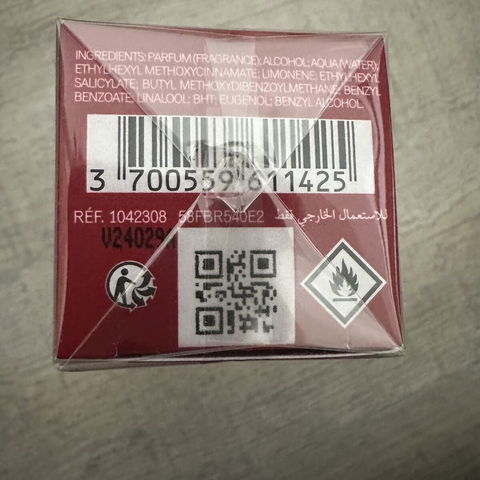 INGREDIENTS: PARFUM (FRAGRANCE); ALCOHOL; AQUA (WATER);
ETHYLHEXYL METHOXYCINNAMATE; LIMONENE; ETHYLHEXYL
SALICYLATE; BUTYL METHOXYDIBENZOYLMETHANE; BENZYL
BENZOATE; LINALOOL; BHT; EUGENOL; BENZYL ALCOHOL.
3 700559 611425
RÉF. 1042308 58FBR540E2 للاستعمال الخارجي فقط